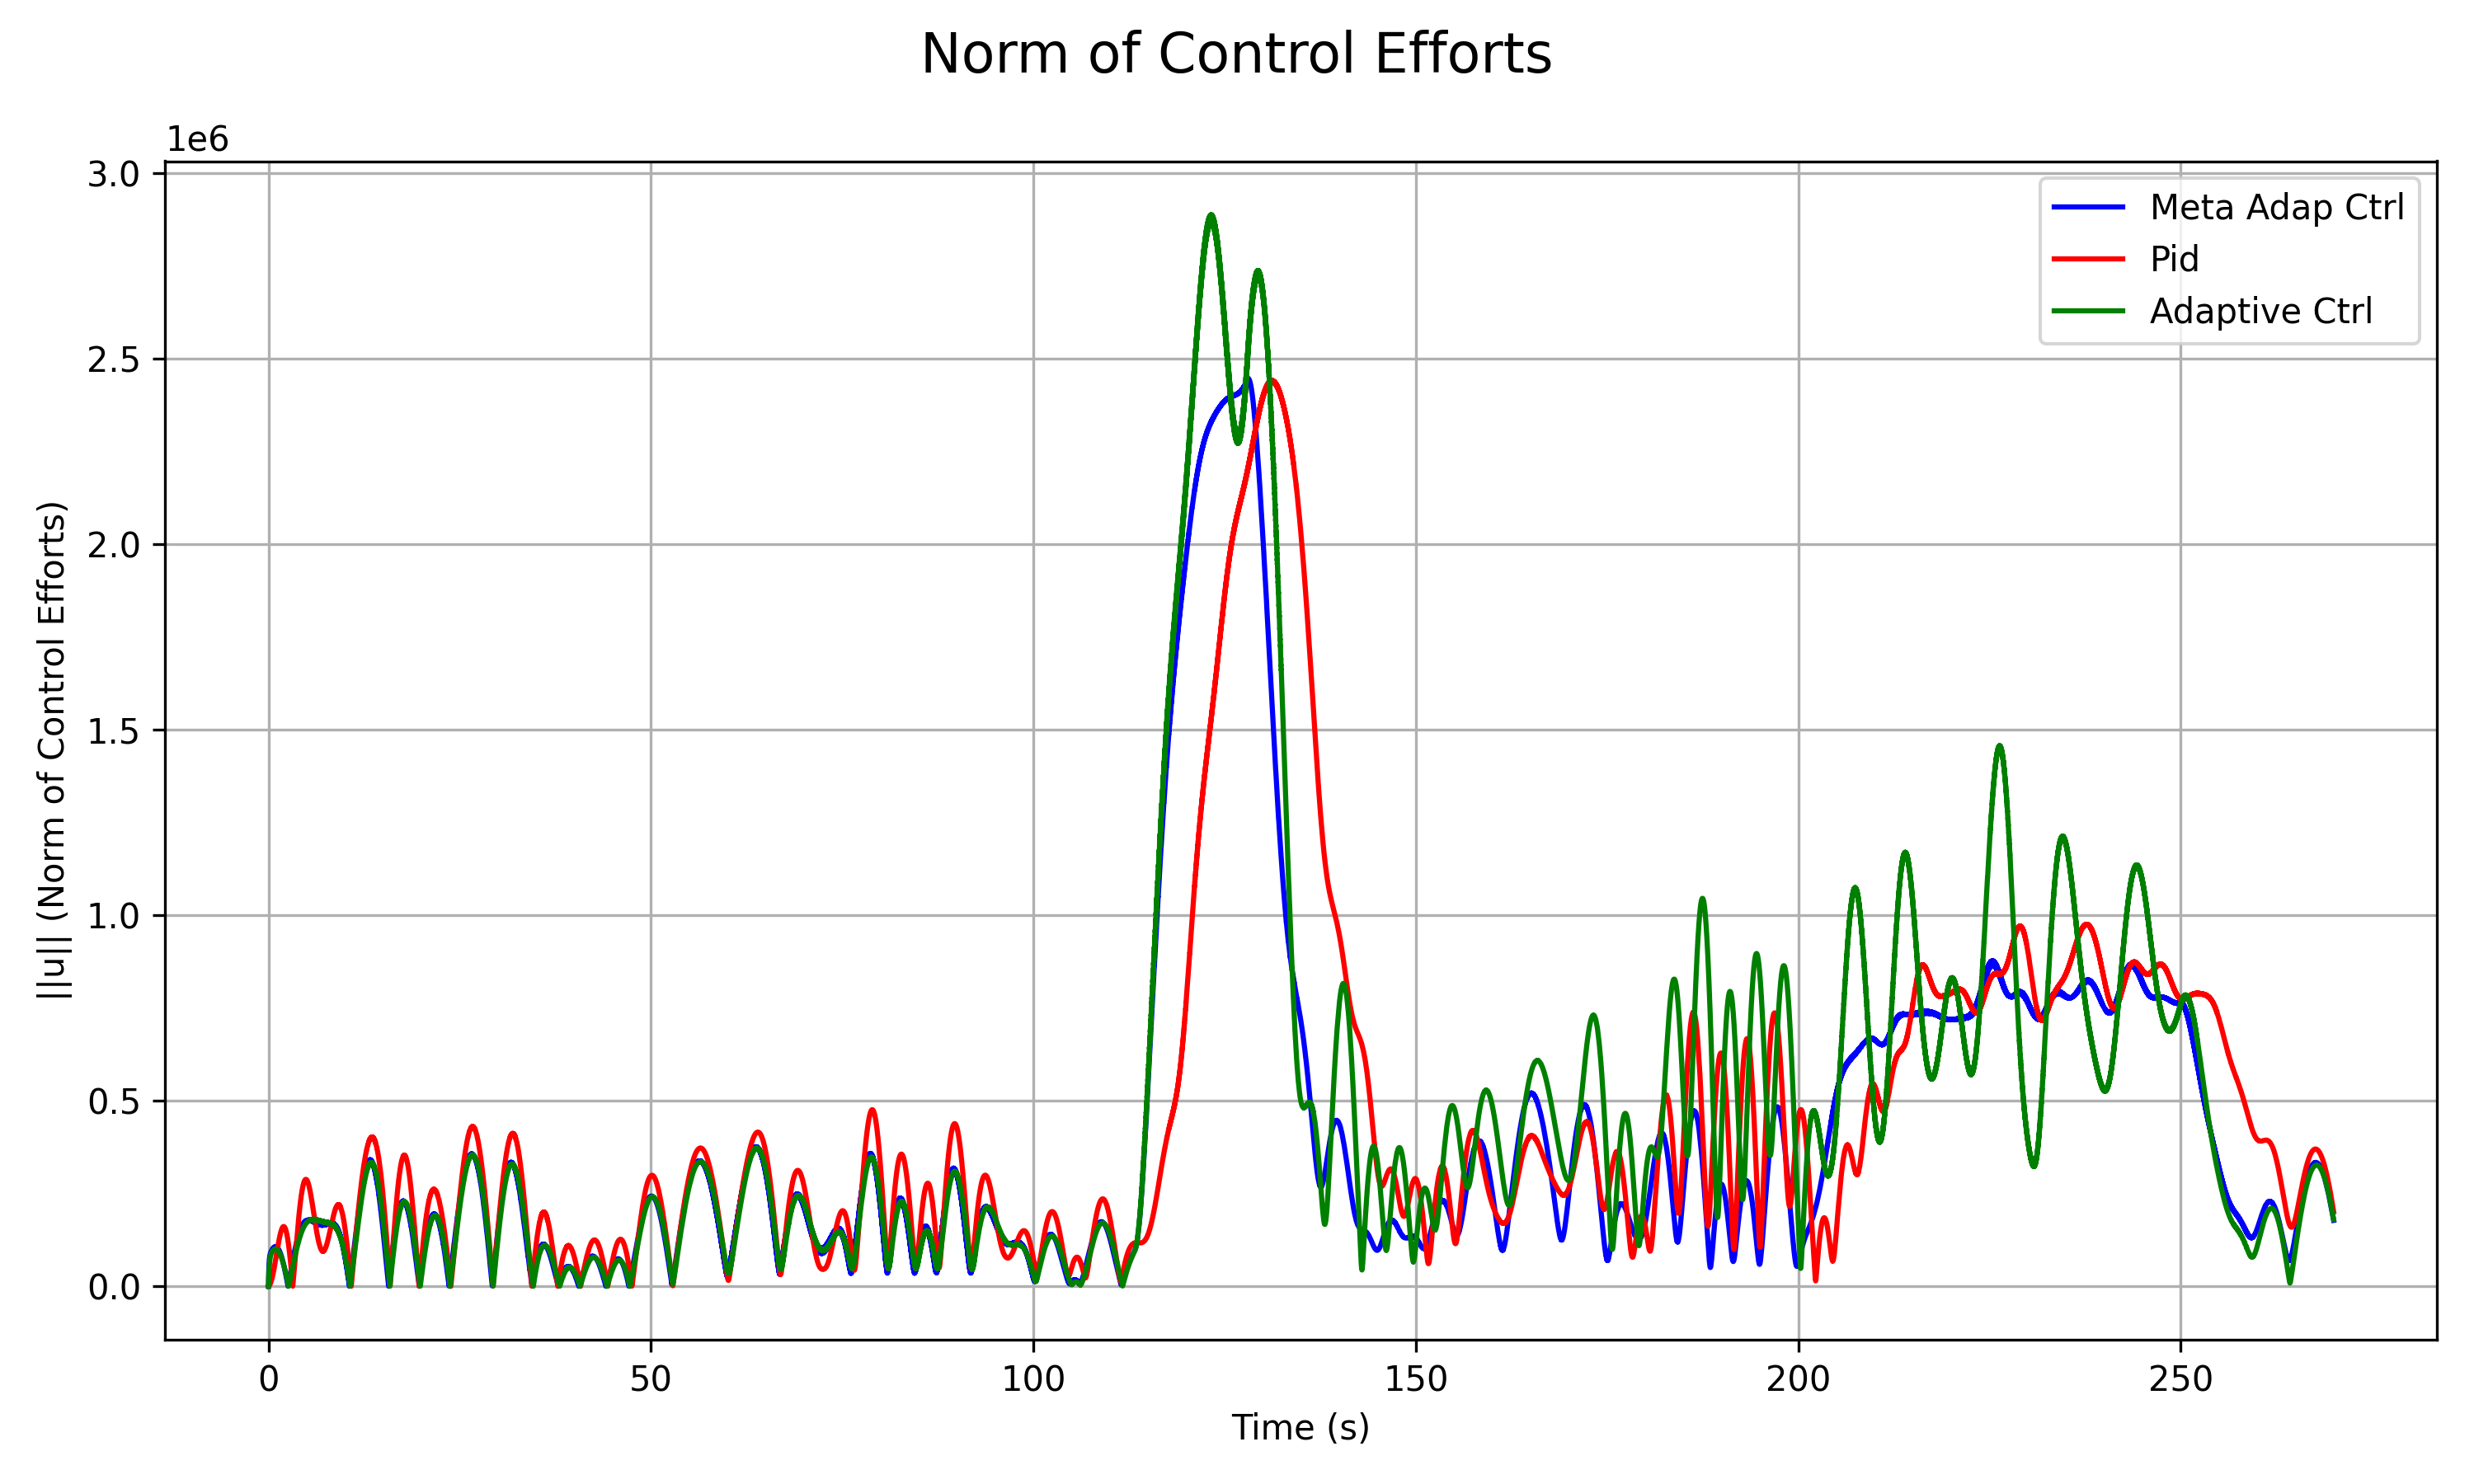 Norm of Control Efforts
1e6
3.0
2.5
2.0
1.5
1.0
0.5
0.0
||u|| (Norm of Control Efforts)
Meta Adap Ctrl
Pid
Adaptive Ctrl
0 50 100 150 200 250
Time (s)